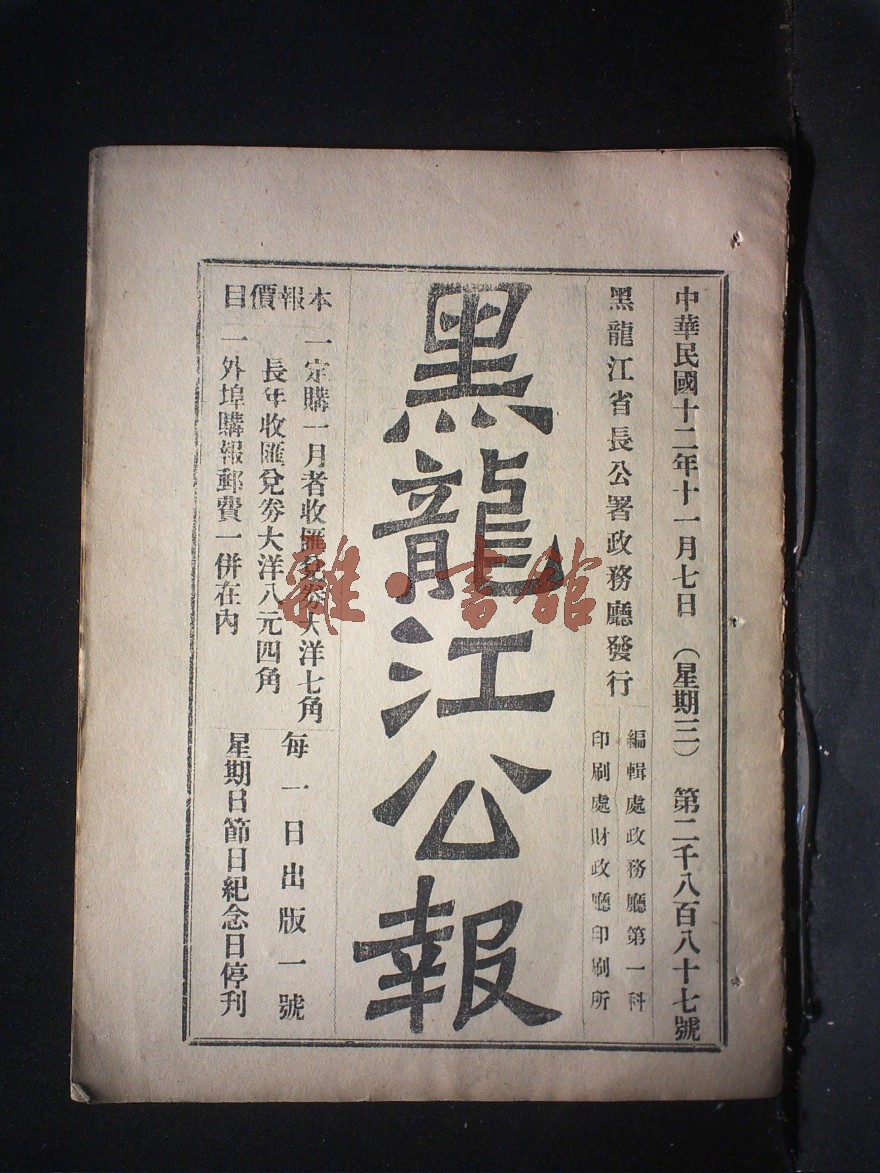 中華民國十二年十一月七日（星期三）第二千八百八十七號
黑龍江省長公署政務廳發行
編輯處政務廳第一科
印刷處財政廳印刷所
黑龍江公報
本報價目
一定購一月者收匯兌券大洋七角
長年收匯兌券大洋八元四角
一外埠購報郵費一併在內
每一日出版一號
星期日節日紀念日停刊
雜·書館